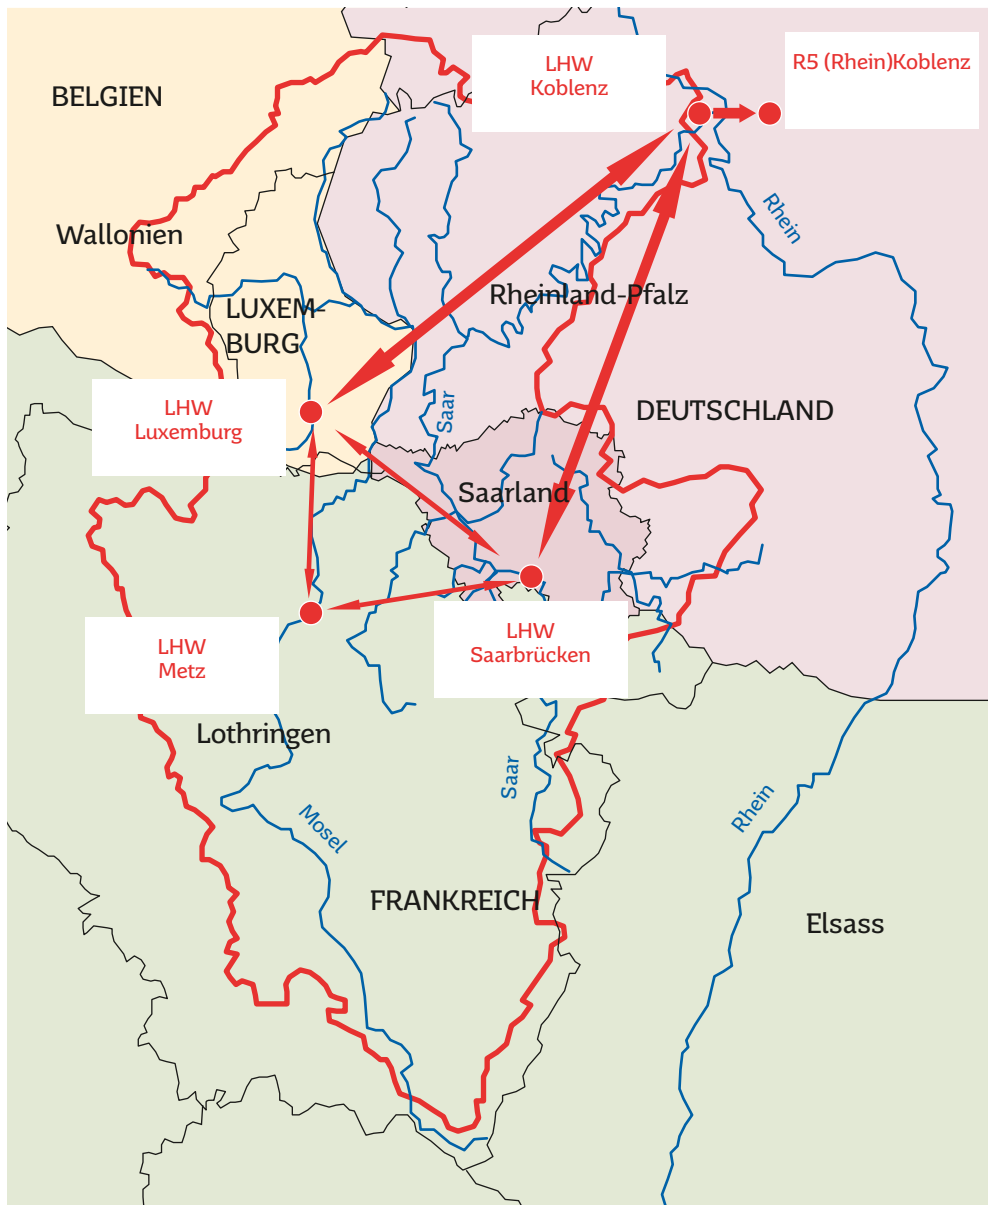 LHW
Koblenz
R5 (Rhein)Koblenz
BELGIEN
Wallonien
Rhein
Rheinland-Pfalz
LUXEM-
BURG
LHW
Luxemburg
Saar
DEUTSCHLAND
Saarland
LHW
Metz
LHW
Saarbrücken
Lothringen
Saar
Rhein
Mosel
FRANKREICH
Elsass